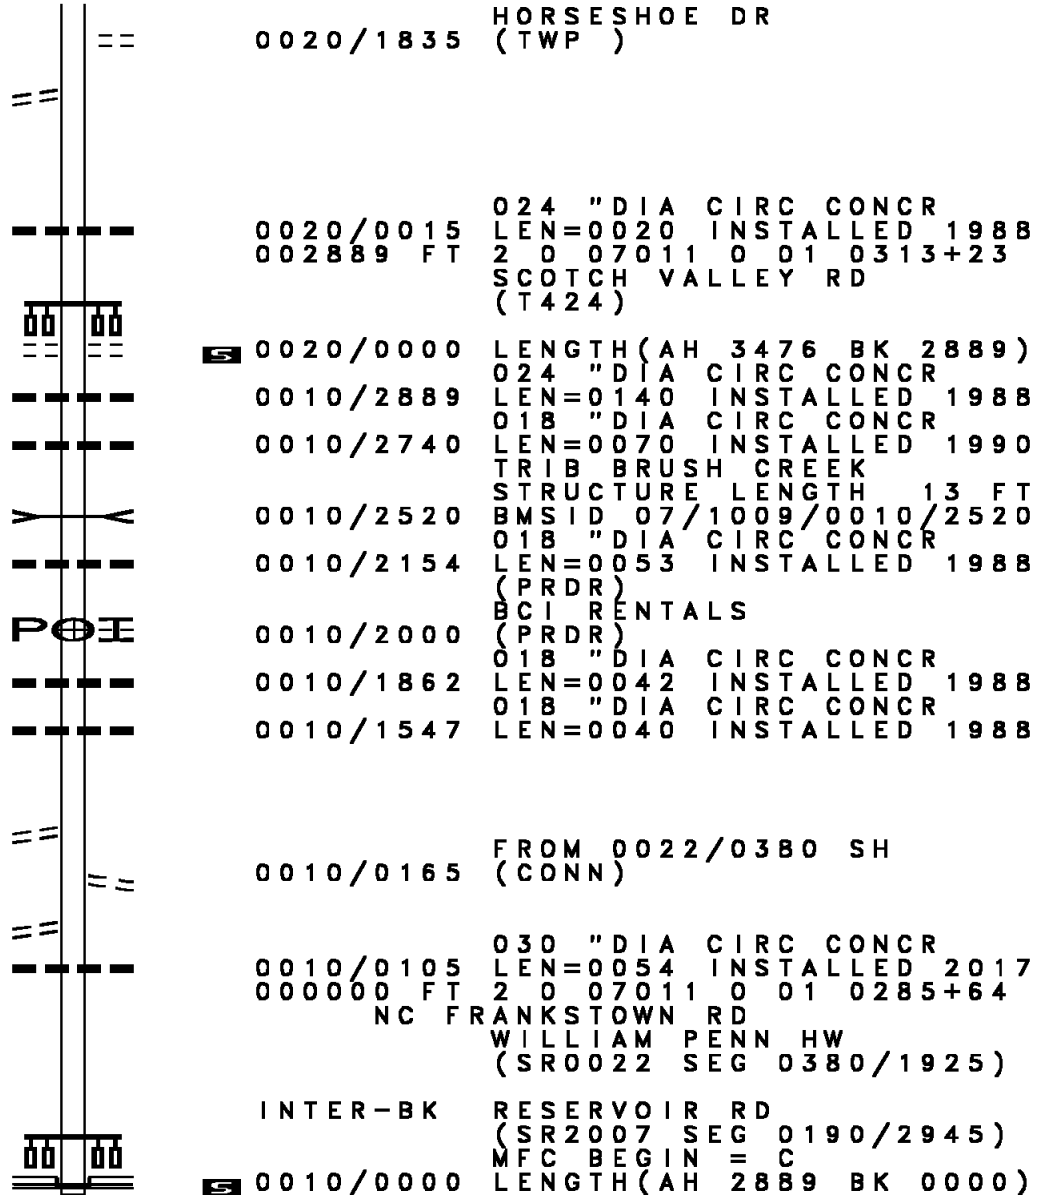 HORSESHOE DR
0020/1835 (TWP )
024 "DIA CIRC CONCR
0020/0015 LEN=0020 INSTALLED 1988
002889 FT 2 0 07011 0 01 0313+23
SCOTCH VALLEY RD
(T424)
S 0020/0000 LENGTH(AH 3476 BK 2889)
024 "DIA CIRC CONCR
0010/2889 LEN=0140 INSTALLED 1988
018 "DIA CIRC CONCR
0010/2740 LEN=0070 INSTALLED 1990
TRIB BRUSH CREEK
STRUCTURE LENGTH 13 FT
0010/2520 BMSID 07/1009/0010/2520
018 "DIA CIRC CONCR
0010/2154 LEN=0053 INSTALLED 1988
(PRDR)
BCI RENTALS
POI 0010/2000 (PRDR)
018 "DIA CIRC CONCR
0010/1862 LEN=0042 INSTALLED 1988
018 "DIA CIRC CONCR
0010/1547 LEN=0040 INSTALLED 1988
FROM 0022/0380 SH
0010/0165 (CONN)
030 "DIA CIRC CONCR
0010/0105 LEN=0054 INSTALLED 2017
000000 FT 2 0 07011 0 01 0285+64
NC FRANKSTOWN RD
WILLIAM PENN HW
(SR0022 SEG 0380/1925)
INTER-BK RESERVOIR RD
(SR2007 SEG 0190/2945)
MFC BEGIN = C
S 0010/0000 LENGTH(AH 2889 BK 0000)